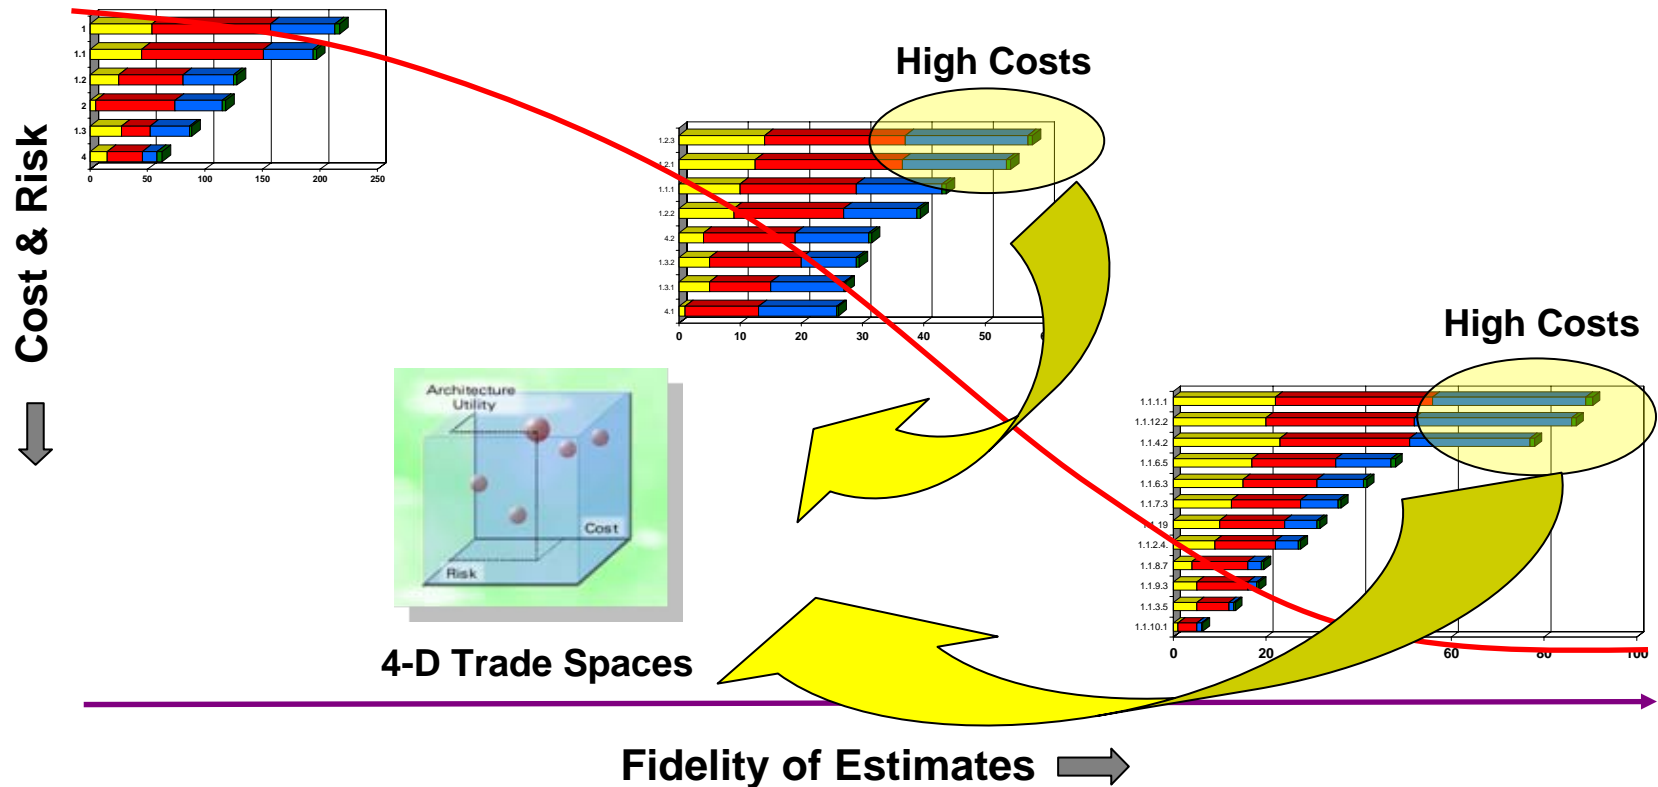 Cost & Risk
1
1.1
1.2
2
1.3
4
0 50 100 150 200 250
High Costs
1.2.3
1.1.1
1.2.2
4.2
1.3.2
1.3.1
4.1
0 10 20 30 40 50
High Costs
1.1.1.1
1.1.12.2
1.1.4.2
1.1.6.5
1.1.6.3
1.1.7.3
1.1.2.4.
1.1.8.7
1.1.9.3
1.1.3.5
1.1.10.1
0 20 60 80 100
Architecture
Utility
Cost
Risk
4-D Trade Spaces
Fidelity of Estimates